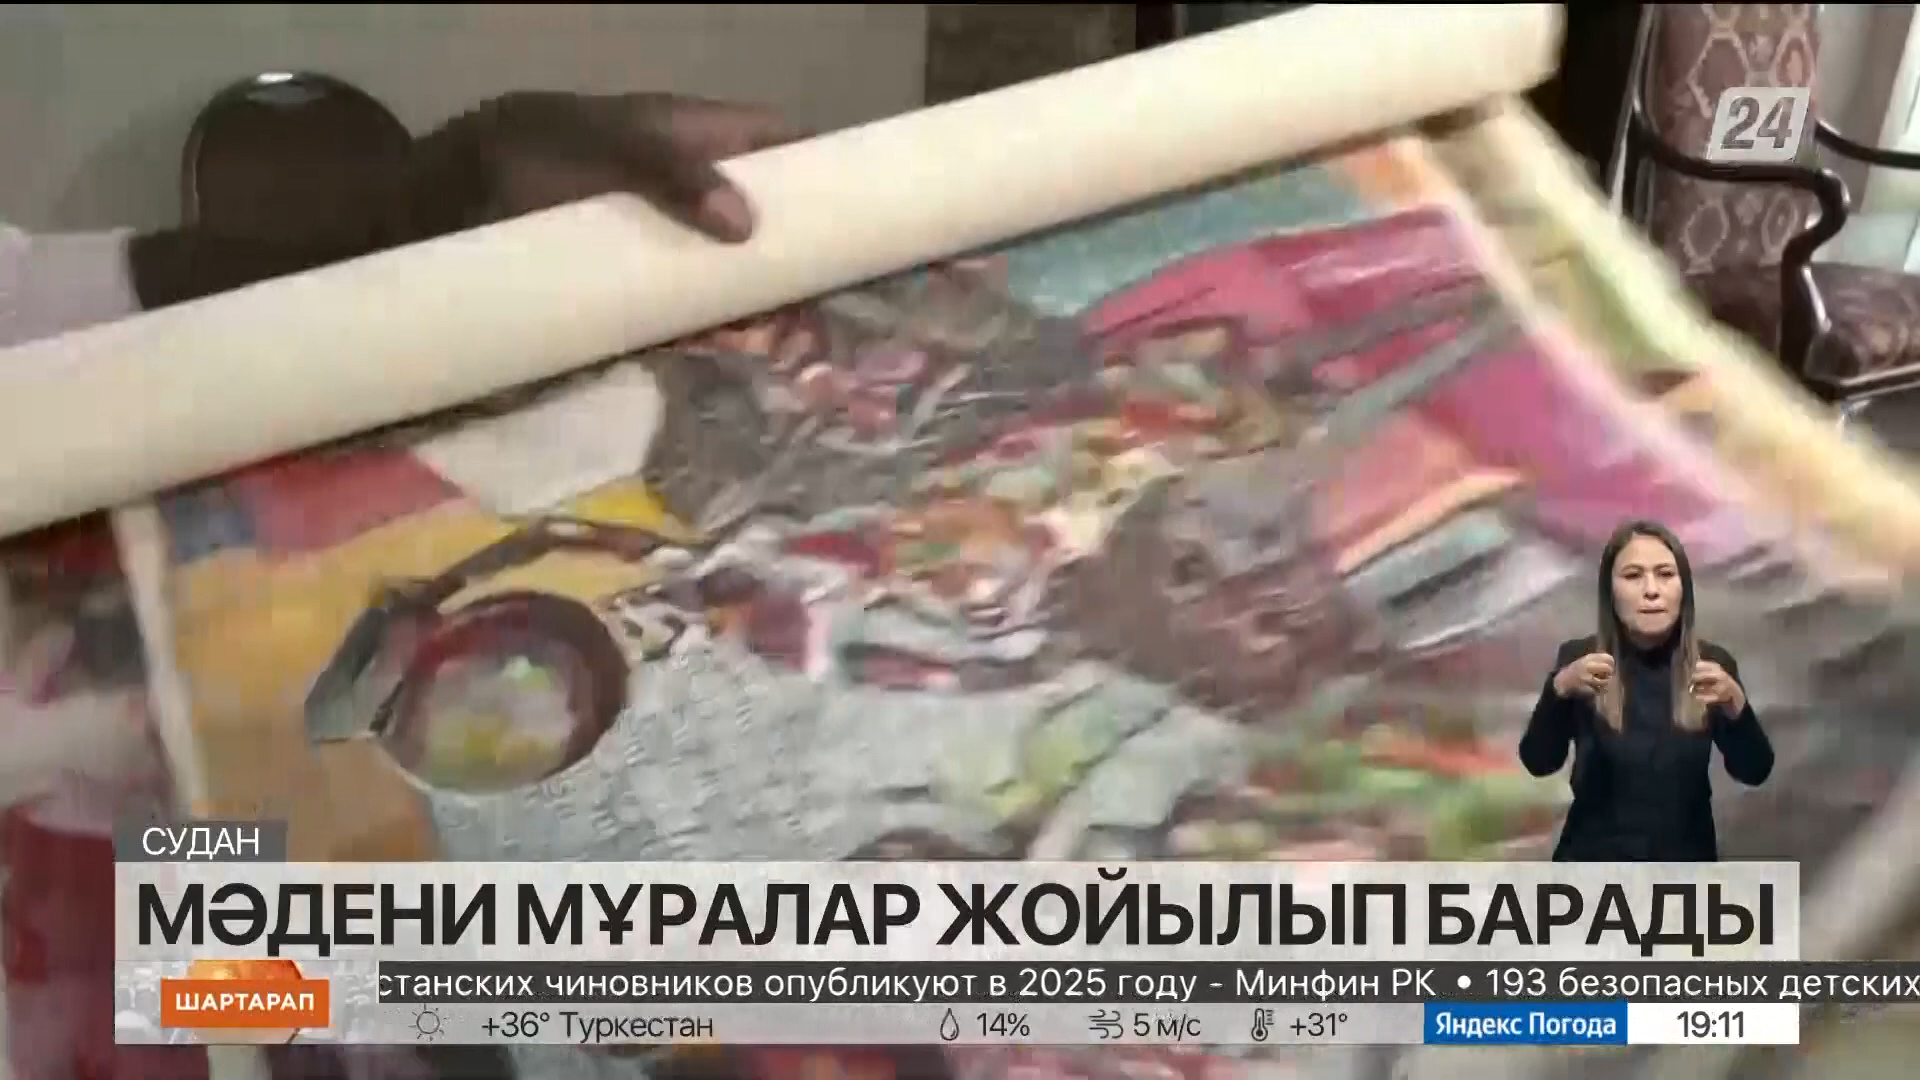 24
СУДАН
МӘДЕНИ МҰРАЛАР ЖОЙЫЛЫП БАРАДЫ
ШАРТАРАП
станских чиновников опубликуют в 2025 году - Минфин РК • 193 безопасных детских
+36° Туркестан 14% 5 м/с +31° Яндекс Погода 19:11